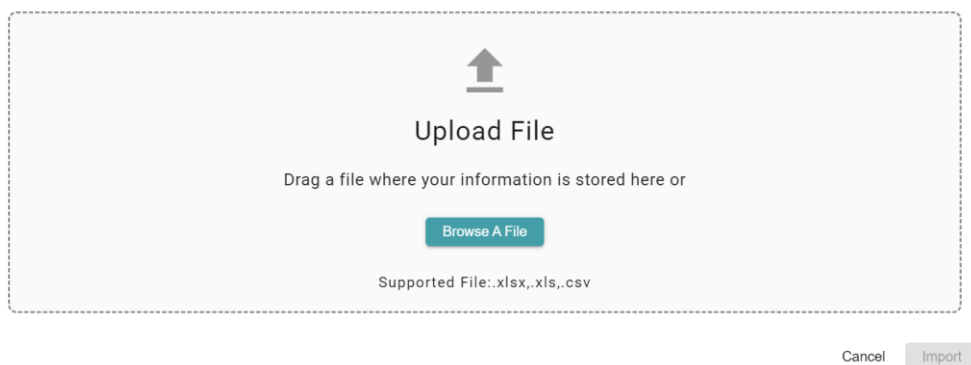 Upload File
Drag a file where your information is stored here or
Browse A File
Supported File:.xlsx,.xls,.csv
Cancel Import